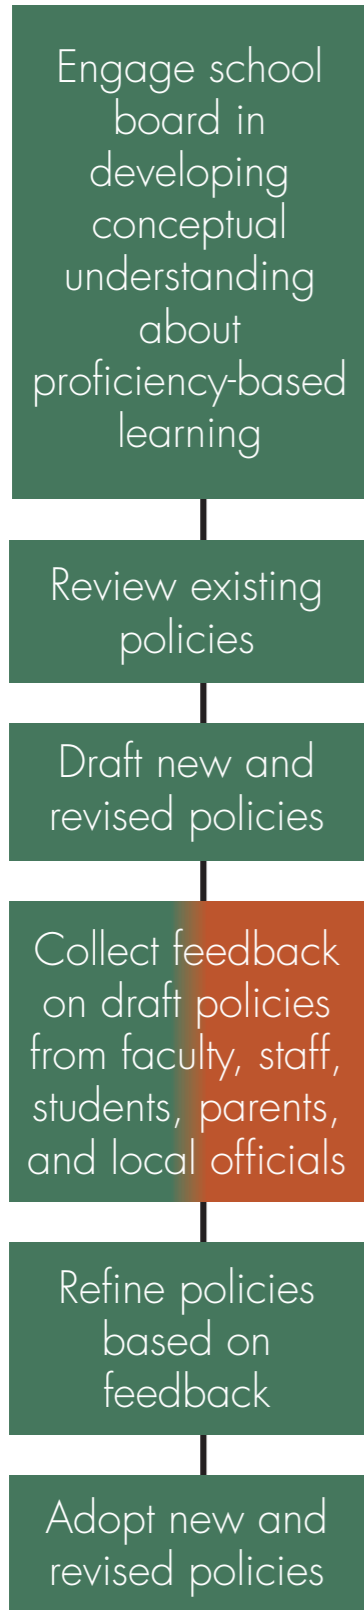 Engage school
board in
developing
conceptual
understanding
about
proficiency-based
learning
Review existing
policies
Draft new and
revised policies
Collect feedback
on draft policies
from faculty, staff,
students, parents,
and local officials
Refine policies
based on
feedback
Adopt new and
revised policies